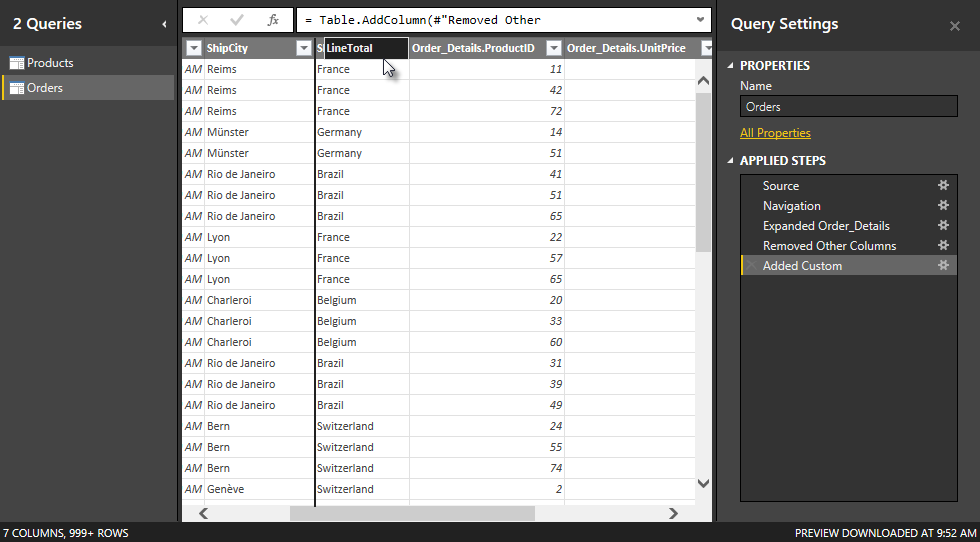 2 Queries
Products
Orders
= Table.AddColumn(#"Removed Other
ShipCity LineTotal Order_Details.ProductID Order_Details.UnitPrice
AM Reims France 11
AM Reims France 42
AM Reims France 72
AM Münster Germany 14
AM Münster Germany 51
AM Rio de Janeiro Brazil 41
AM Rio de Janeiro Brazil 51
AM Rio de Janeiro Brazil 65
AM Lyon France 22
AM Lyon France 57
AM Lyon France 65
AM Charleroi Belgium 20
AM Charleroi Belgium 33
AM Charleroi Belgium 60
AM Rio de Janeiro Brazil 31
AM Rio de Janeiro Brazil 39
AM Rio de Janeiro Brazil 49
AM Bern Switzerland 24
AM Bern Switzerland 55
AM Bern Switzerland 74
AM Genève Switzerland 2
Query Settings
PROPERTIES
Name
Orders
All Properties
APPLIED STEPS
Source
Navigation
Expanded Order_Details
Removed Other Columns
Added Custom
7 COLUMNS, 999+ ROWS
PREVIEW DOWNLOADED AT 9:52 AM